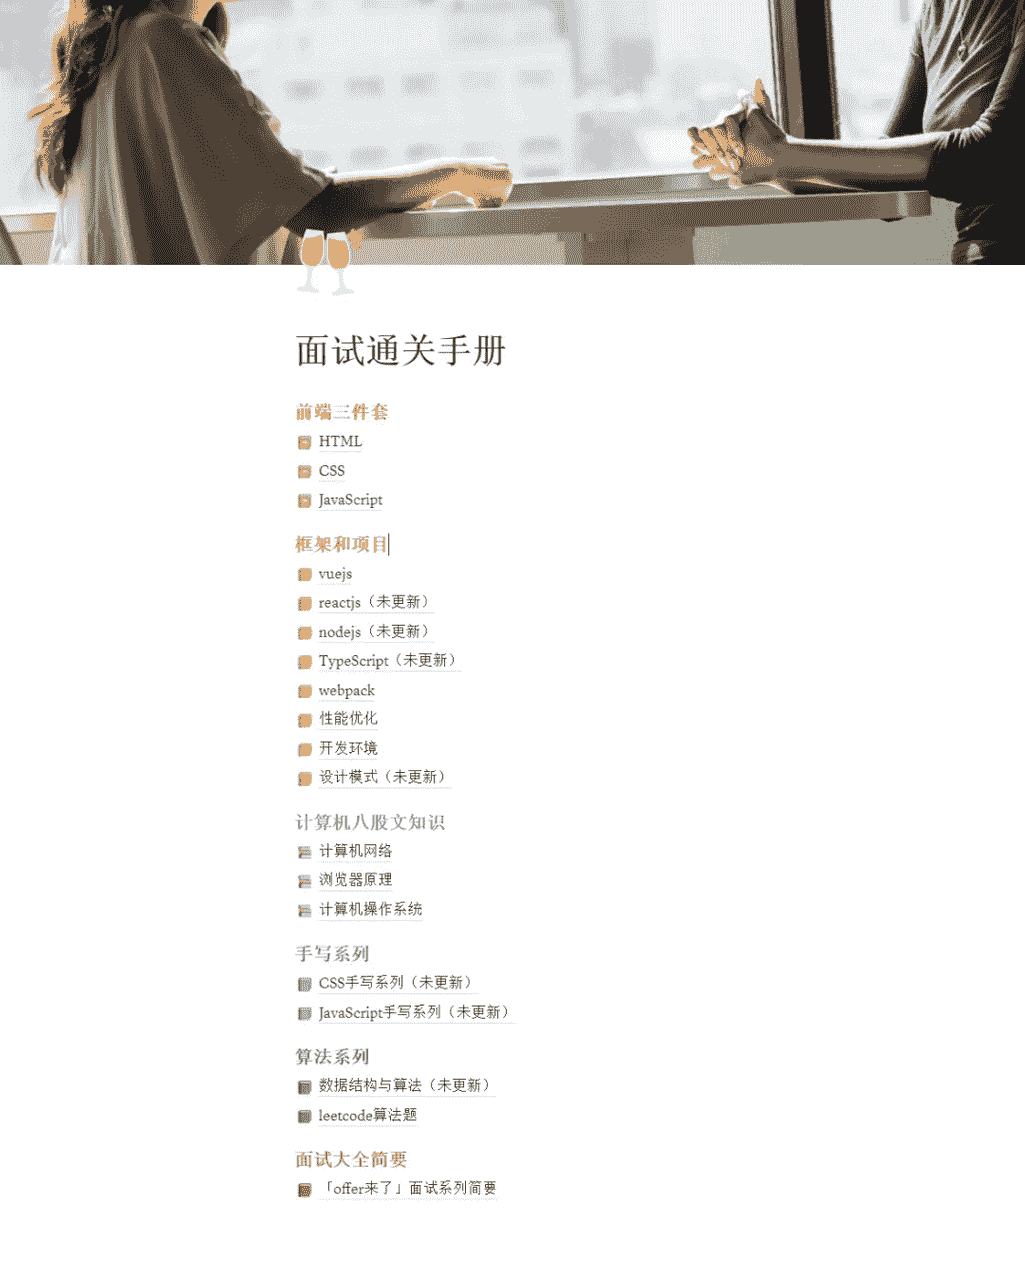 面试通关手册
前端三件套
HTML
CSS
JavaScript
框架和项目
vuejs
reactjs（未更新）
nodejs（未更新）
TypeScript（未更新）
webpack
性能优化
开发环境
设计模式（未更新）
计算机八股文知识
计算机网络
浏览器原理
计算机操作系统
手写系列
CSS手写系列（未更新）
JavaScript手写系列（未更新）
算法系列
数据结构与算法（未更新）
leetcode算法题
面试大全简要
「offer来了」面试系列简要